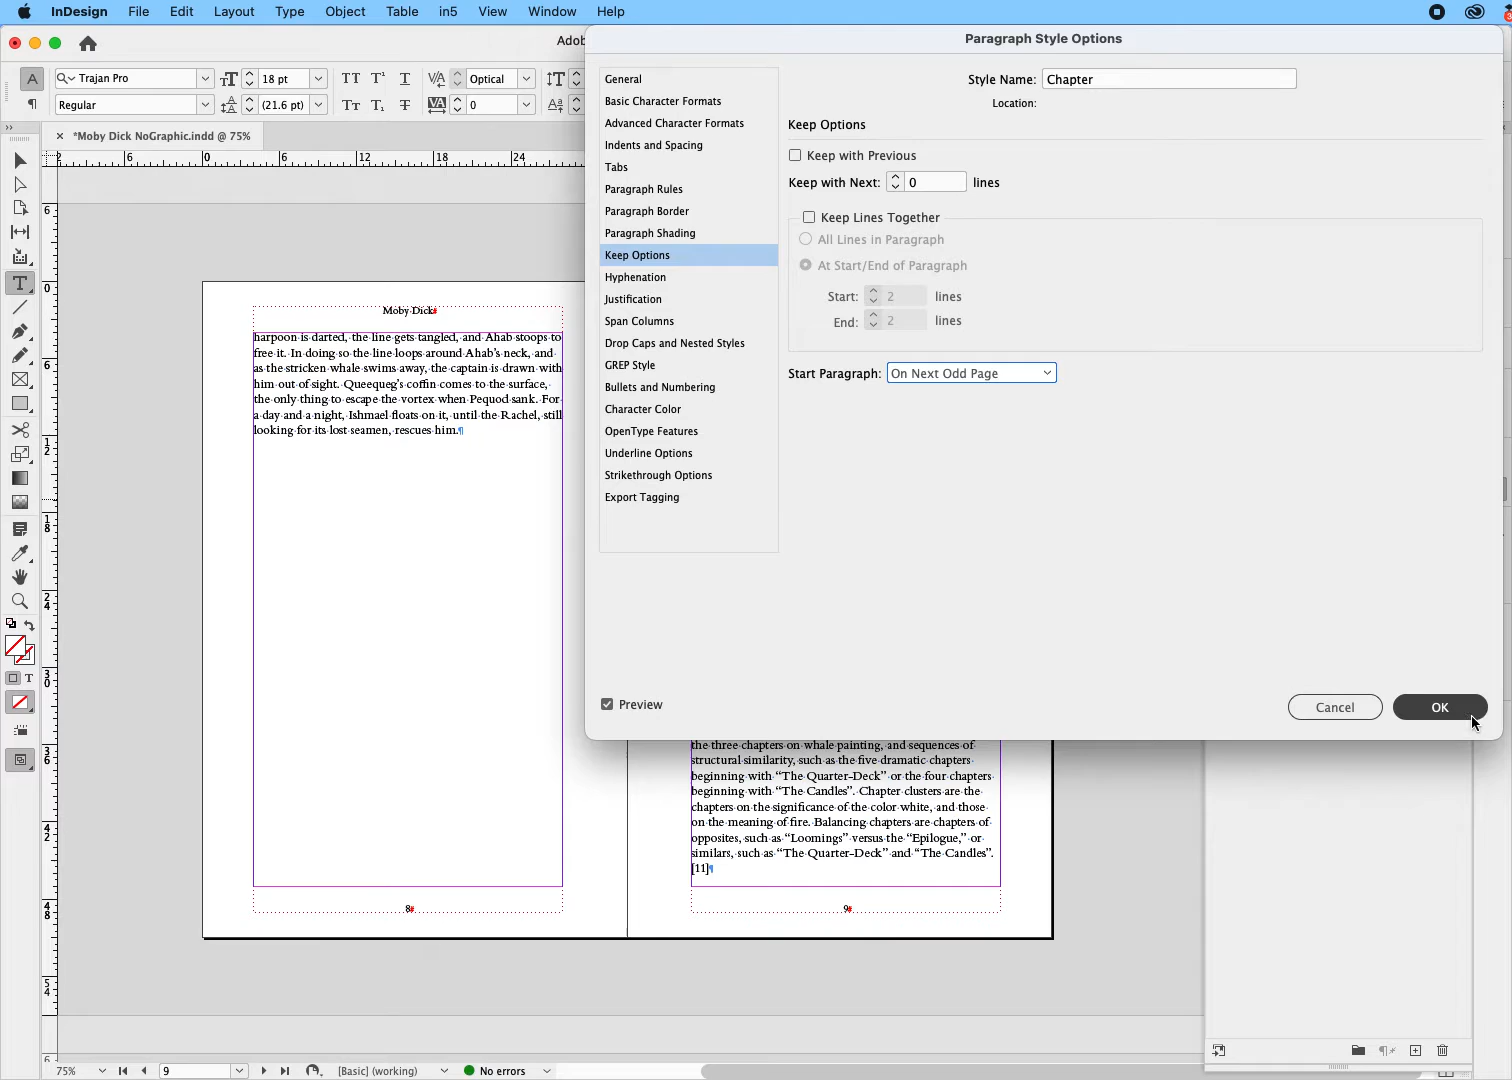 InDesign File Edit Layout Type Object Table in5 View Window Help
3
Adob
Paragraph Style Options
Trajan Pro 18 pt Optical
Regular (21.6 pt) 0
× *Moby Dick NoGraphic.indd @ 75%
6 0 6 12 18 24
General
Basic Character Formats
Advanced Character Formats
Indents and Spacing
Tabs
Paragraph Rules
Paragraph Border
Paragraph Shading
Keep Options
Hyphenation
Justification
Span Columns
Drop Caps and Nested Styles
GREP Style
Bullets and Numbering
Character Color
OpenType Features
Underline Options
Strikethrough Options
Export Tagging
Style Name: Chapter
Location:
Keep Options
Keep with Previous
Keep with Next: 0 lines
Keep Lines Together
All Lines in Paragraph
At Start/End of Paragraph
Start: 2 lines
End: 2 lines
Start Paragraph: On Next Odd Page
Preview
Cancel OK
Moby·Dick#
harpoon·is·darted,·the·line·gets·tangled,·and·Ahab·stoops·to·
free·it.·In·doing·so·the·line·loops·around·Ahab's·neck,·and·
as·the·stricken·whale·swims·away,·the·captain·is·drawn·with·
him·out·of·sight.·Queequeg's·coffin·comes·to·the·surface,·
the·only·thing·to·escape·the·vortex·when·Pequod·sank.·For·
a·day·and·a·night,·Ishmael·floats·on·it,·until·the·Rachel,·still·
looking·for·its·lost·seamen,·rescues·him.¶
8#
the·three·chapters·on·whale·painting,·and·sequences·of·
structural·similarity,·such·as·the·five·dramatic·chapters·
beginning·with·“The·Quarter-Deck”·or·the·four·chapters·
beginning·with·“The·Candles”.·Chapter·clusters·are·the·
chapters·on·the·significance·of·the·color·white,·and·those·
on·the·meaning·of·fire.·Balancing·chapters·are·chapters·of·
opposites,·such·as·“Loomings”·versus·the·“Epilogue,”·or·
similars,·such·as·“The·Quarter-Deck”·and·“The·Candles”.
[11]¶
9#
75% 9 [Basic] (working) No errors